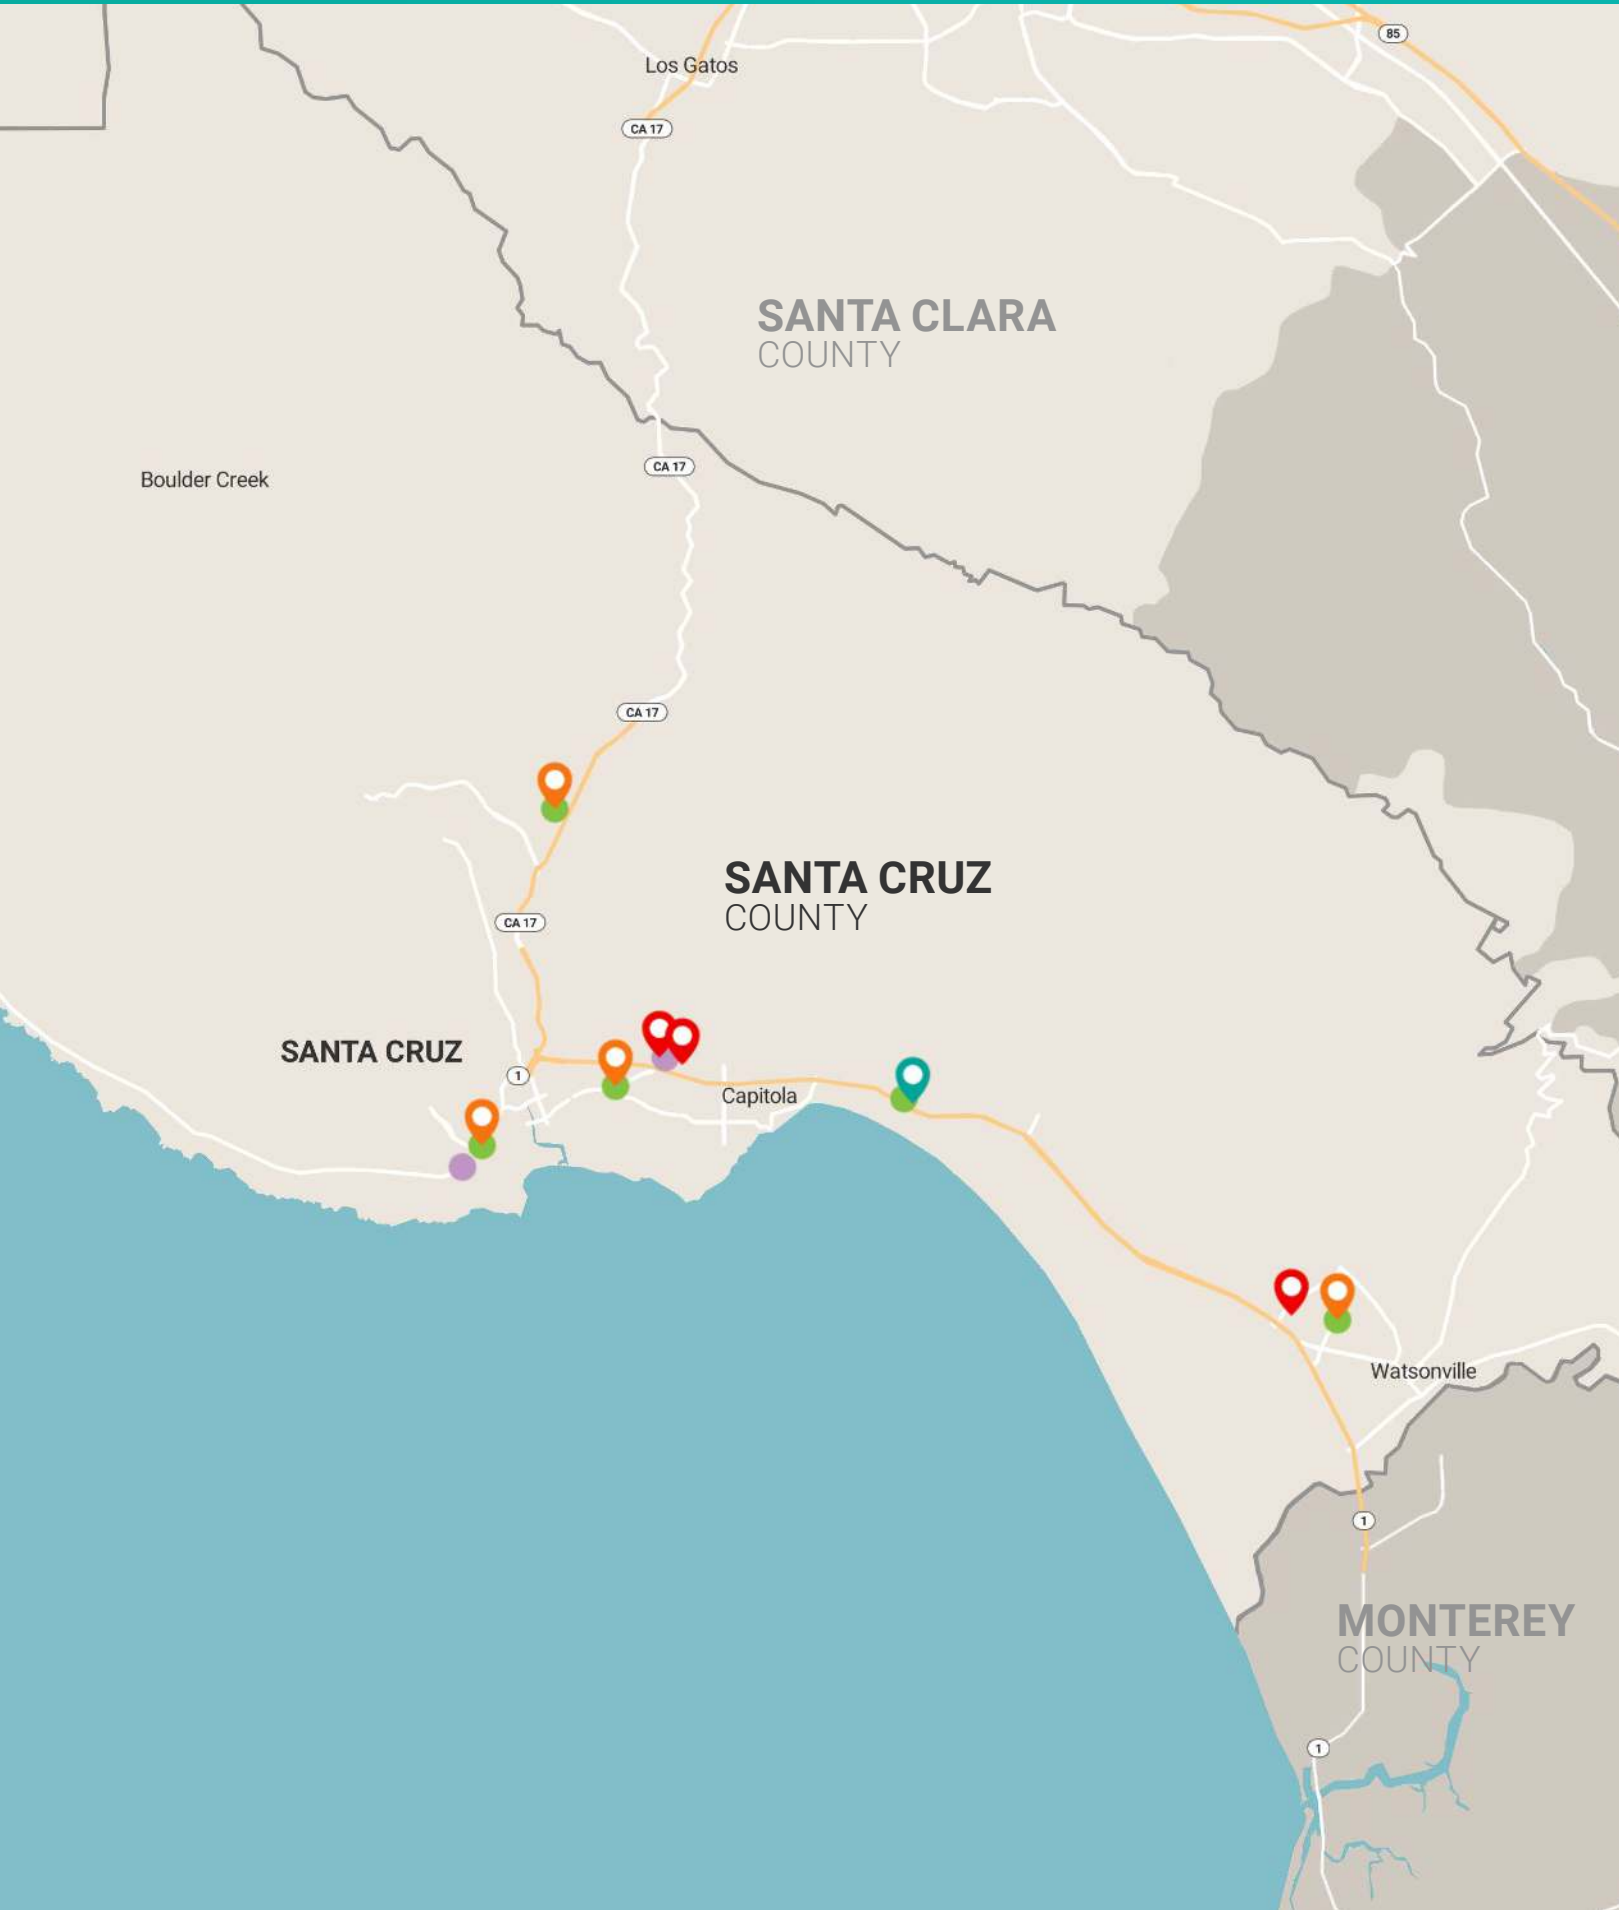 85
Los Gatos
CA 17
SANTA CLARA
COUNTY
CA 17
Boulder Creek
CA 17
SANTA CRUZ
COUNTY
CA 17
SANTA CRUZ
1
Capitola
Watsonville
1
MONTEREY
COUNTY
1